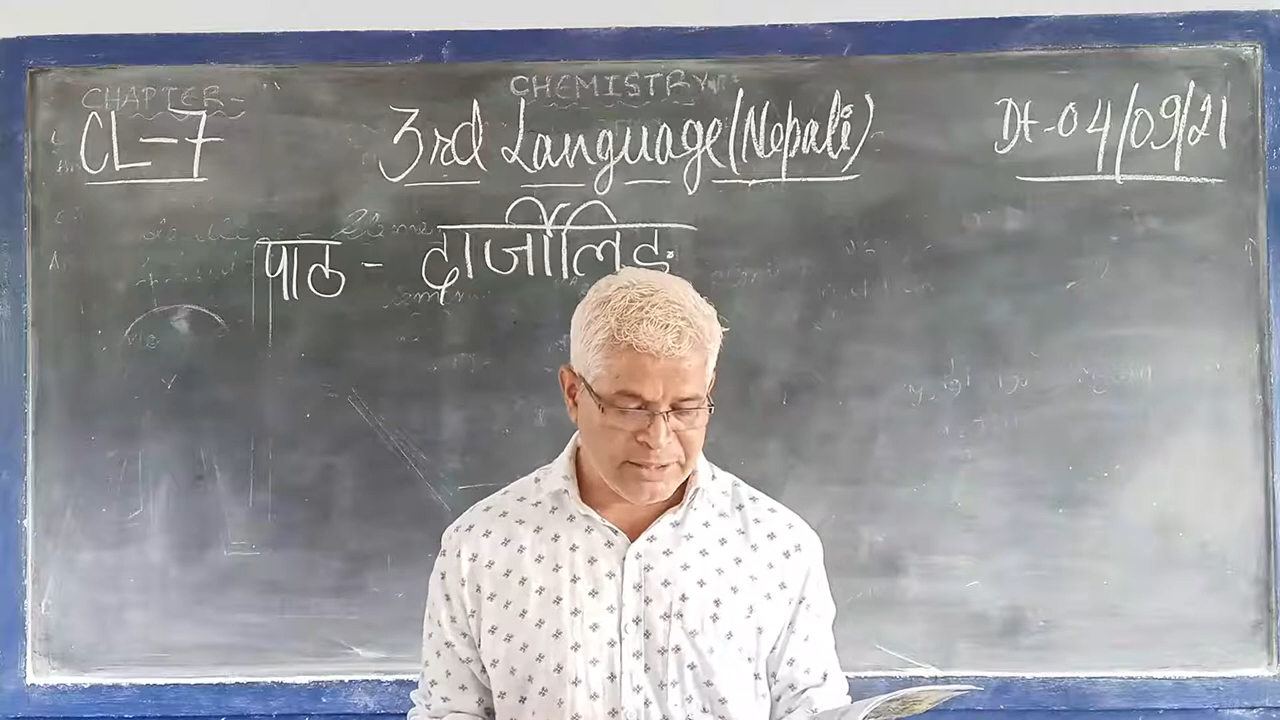 CHEMISTRY
CHAPTER-
CL-7 3rd Language (Nepali) Dt-04/09/21
पाठ - दार्जीलिङ